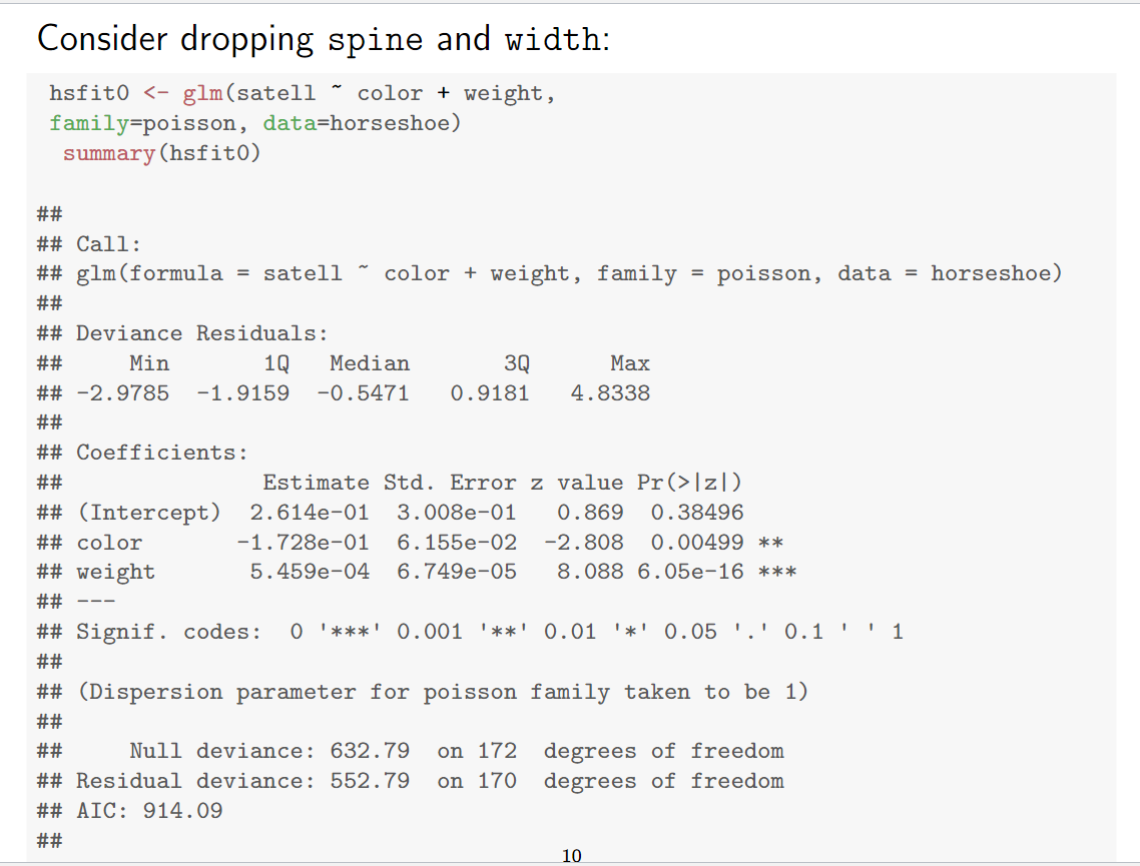 Consider dropping spine and width:
hsfit0 <- glm(satell ~ color + weight,
family=poisson, data=horseshoe)
summary(hsfit0)
##
## Call:
## glm(formula = satell ~ color + weight, family = poisson, data = horseshoe)
##
## Deviance Residuals:
##     Min       1Q   Median       3Q      Max
## -2.9785  -1.9159  -0.5471   0.9181   4.8338
##
## Coefficients:
##               Estimate Std. Error z value Pr(>|z|)
## (Intercept)  2.614e-01  3.008e-01   0.869  0.38496
## color       -1.728e-01  6.155e-02  -2.808  0.00499 **
## weight       5.459e-04  6.749e-05   8.088 6.05e-16 ***
## ---
## Signif. codes:  0 '***' 0.001 '**' 0.01 '*' 0.05 '.' 0.1 ' ' 1
##
## (Dispersion parameter for poisson family taken to be 1)
##
##     Null deviance: 632.79  on 172  degrees of freedom
## Residual deviance: 552.79  on 170  degrees of freedom
## AIC: 914.09
##
10